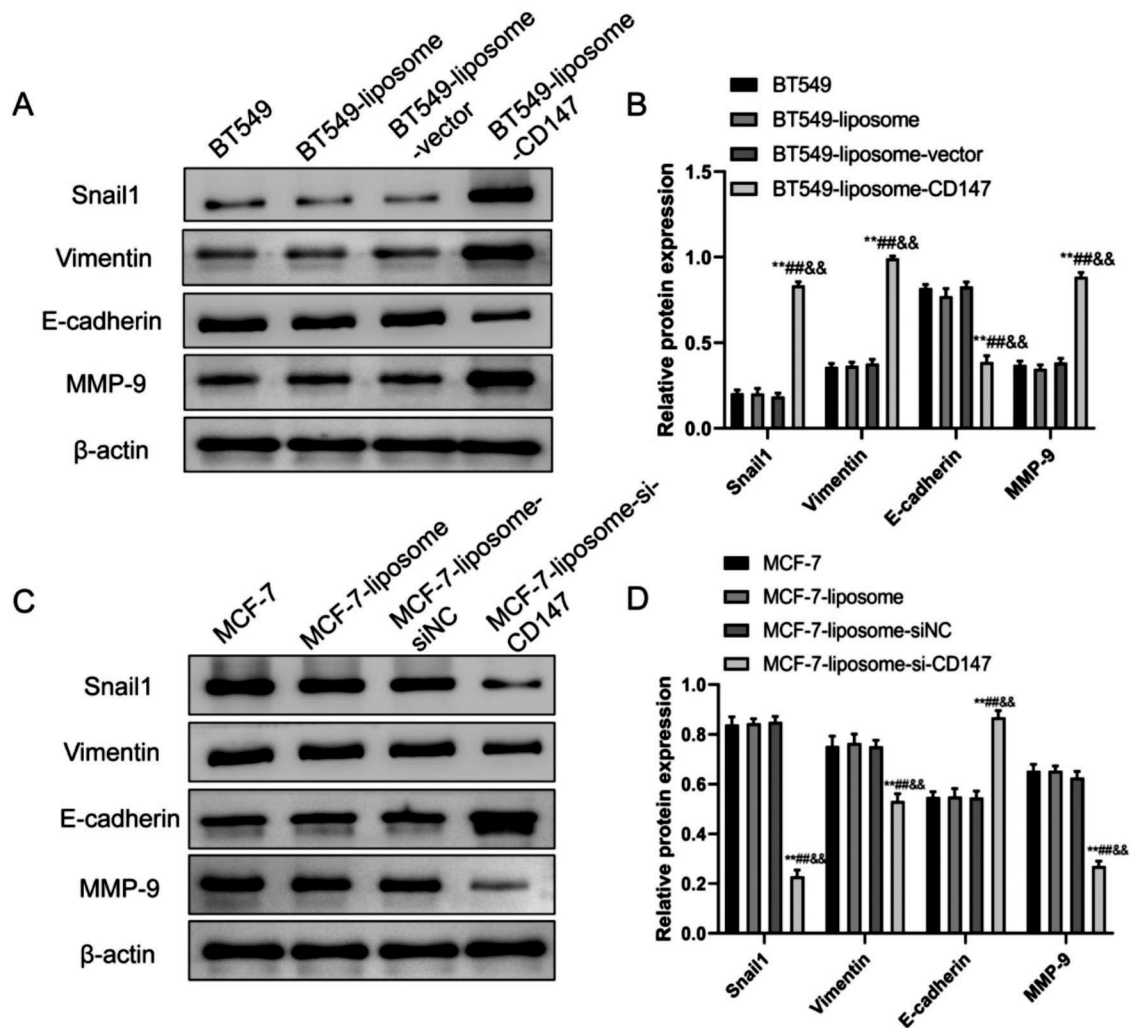 A
BT549
BT549-liposome
BT549-liposome
-vector
BT549-liposome
-CD147
Snail1
Vimentin
E-cadherin
MMP-9
β-actin
B
BT549
BT549-liposome
BT549-liposome-vector
BT549-liposome-CD147
Relative protein expression
1.5
1.0
0.5
0.0
**##&&
**##&&
**##&&
**##&&
Snail1
Vimentin
E-cadherin
MMP-9
C
MCF-7
MCF-7-liposome
MCF-7-liposome-
siNC
MCF-7-liposome-si-
CD147
Snail1
Vimentin
E-cadherin
MMP-9
β-actin
D
MCF-7
MCF-7-liposome
MCF-7-liposome-siNC
MCF-7-liposome-si-CD147
Relative protein expression
1.0
0.8
0.6
0.4
0.2
0.0
**##&&
**##&&
**##&&
**##&&
Snail1
Vimentin
E-cadherin
MMP-9